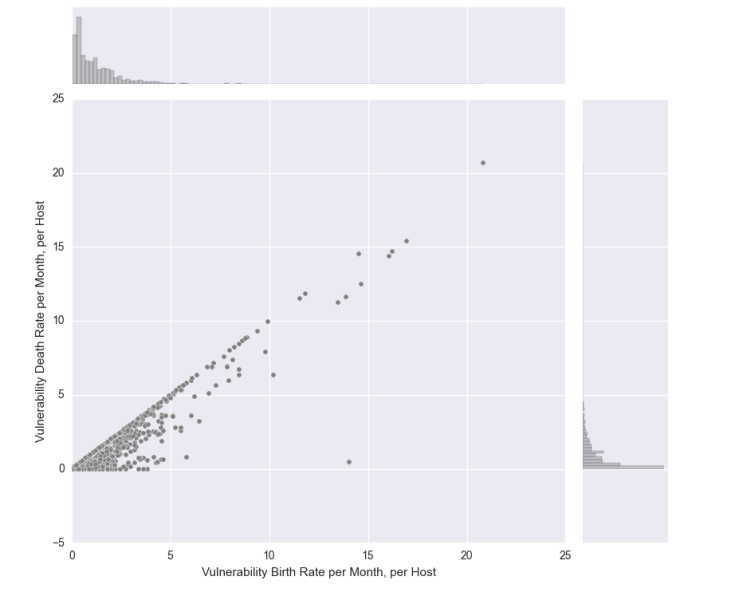 25
20
15
10
5
0
−5
Vulnerability Death Rate per Month, per Host
0 5 10 15 20 25
Vulnerability Birth Rate per Month, per Host